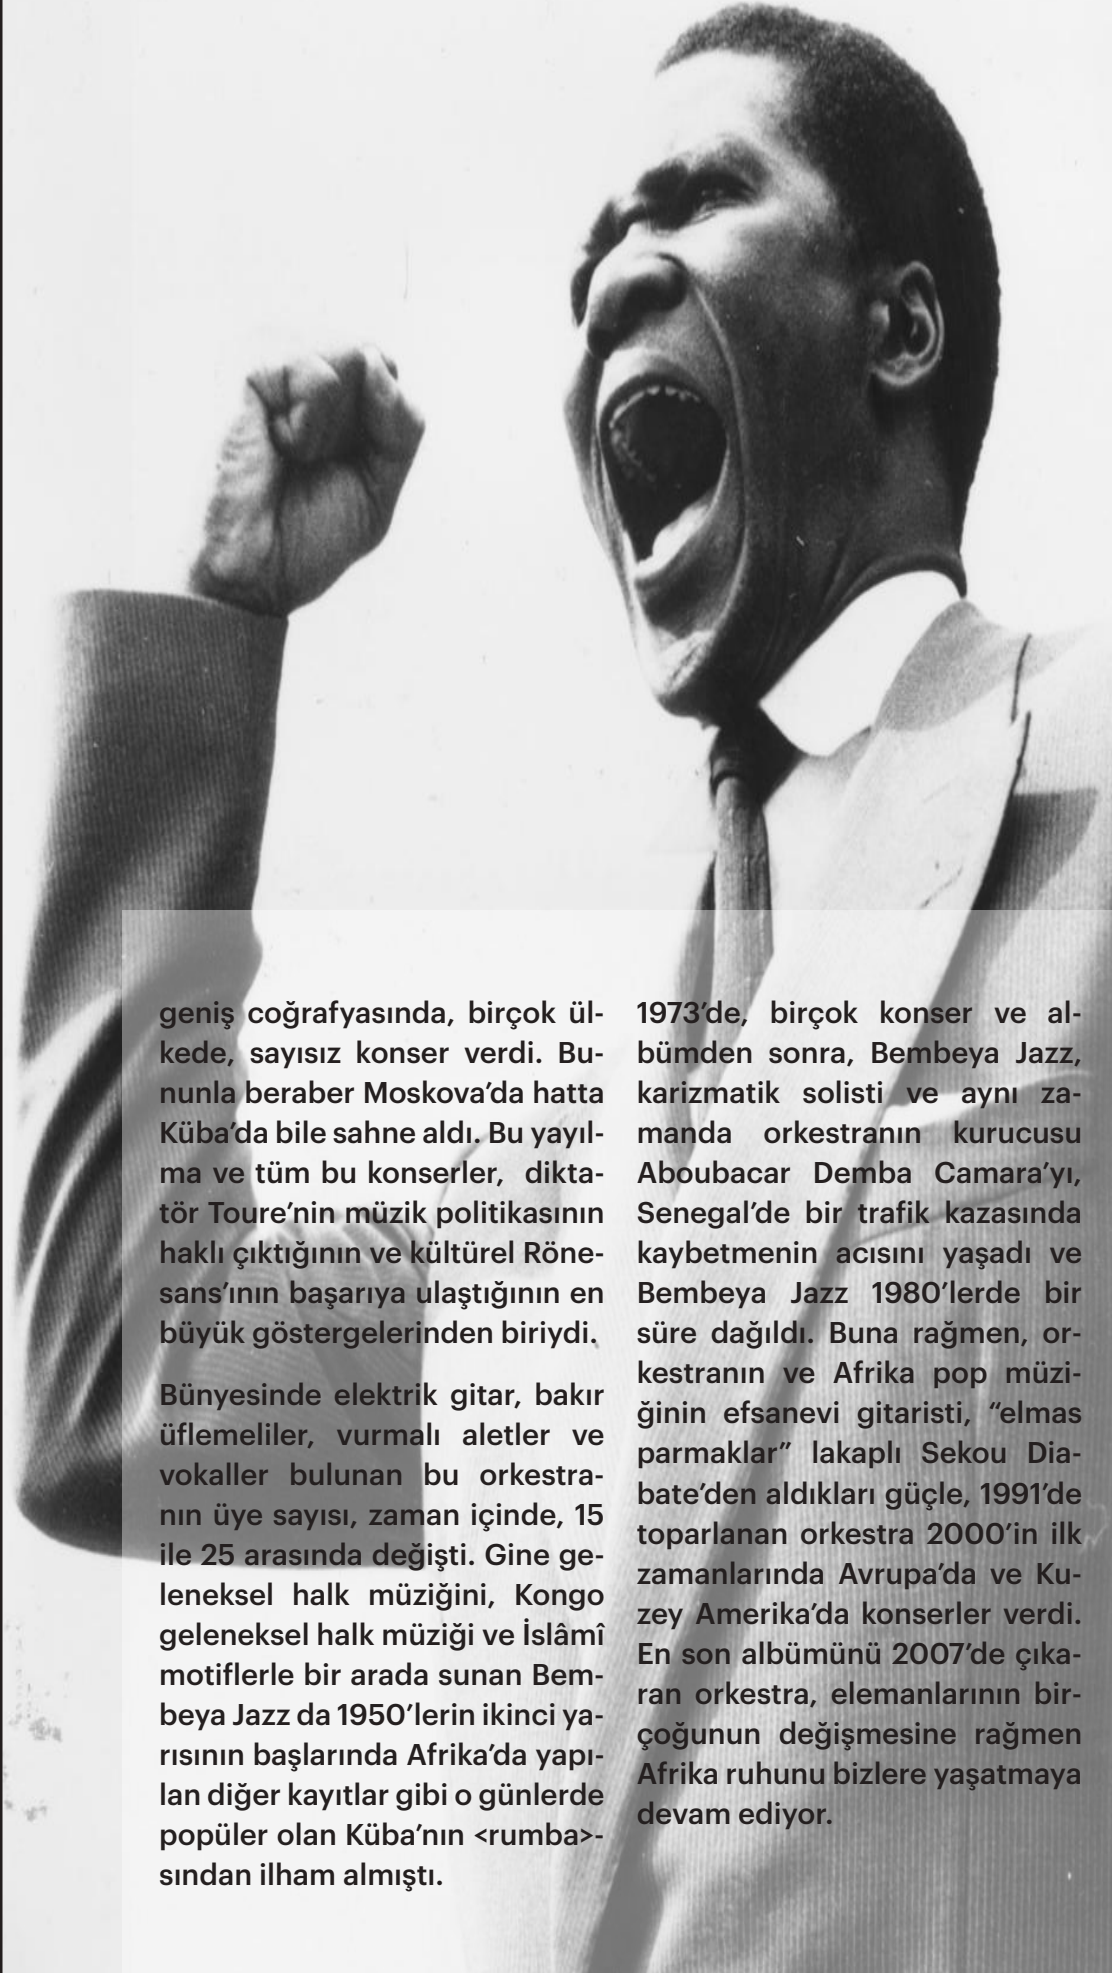 geniş coğrafyasında, birçok ül-
kede, sayısız konser verdi. Bu-
nunla beraber Moskova’da hatta
Küba’da bile sahne aldı. Bu yayıl-
ma ve tüm bu konserler, dikta-
tör Toure’nin müzik politikasının
haklı çıktığının ve kültürel Röne-
sans’ının başarıya ulaştığının en
büyük göstergelerinden biriydi.
Bünyesinde elektrik gitar, bakır
üflemeliler, vurmalı aletler ve
vokaller bulunan bu orkestra-
nın üye sayısı, zaman içinde, 15
ile 25 arasında değişti. Gine ge-
leneksel halk müziğini, Kongo
geleneksel halk müziği ve İslâmî
motiflerle bir arada sunan Bem-
beya Jazz da 1950’lerin ikinci ya-
rısının başlarında Afrika’da yapı-
lan diğer kayıtlar gibi o günlerde
popüler olan Küba’nın <rumba>-
sından ilham almıştı.
1973’de, birçok konser ve al-
bümden sonra, Bembeya Jazz,
karizmatik solisti ve aynı za-
manda orkestranın kurucusu
Aboubacar Demba Camara’yı,
Senegal’de bir trafik kazasında
kaybetmenin acısını yaşadı ve
Bembeya Jazz 1980’lerde bir
süre dağıldı. Buna rağmen, or-
kestranın ve Afrika pop müzi-
ğinin efsanevi gitaristi, “elmas
parmaklar” lakaplı Sekou Dia-
bate’den aldıkları güçle, 1991’de
toparlanan orkestra 2000’in ilk
zamanlarında Avrupa’da ve Ku-
zey Amerika’da konserler verdi.
En son albümünü 2007’de çıka-
ran orkestra, elemanlarının bir-
çoğunun değişmesine rağmen
Afrika ruhunu bizlere yaşatmaya
devam ediyor.